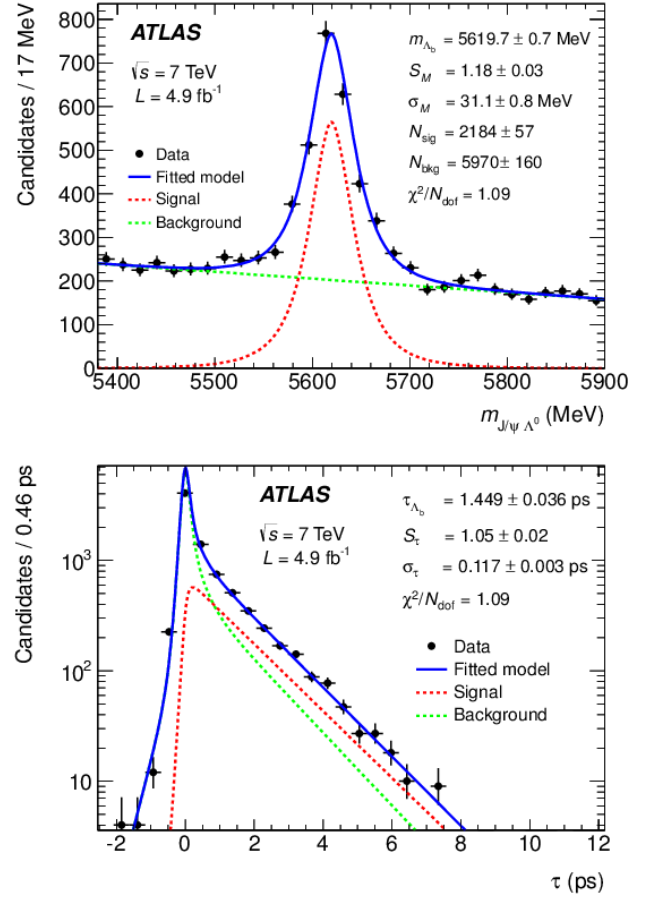 ATLAS
√s = 7 TeV
L = 4.9 fb⁻¹
Data
Fitted model
Signal
Background
m_Λb = 5619.7 ± 0.7 MeV
S_M = 1.18 ± 0.03
σ_M = 31.1 ± 0.8 MeV
N_sig = 2184 ± 57
N_bkg = 5970 ± 160
χ²/N_dof = 1.09
Candidates / 17 MeV
800
700
600
500
400
300
200
100
0
5400 5500 5600 5700 5800 5900
m_J/ψ Λ⁰ (MeV)
ATLAS
√s = 7 TeV
L = 4.9 fb⁻¹
τ_Λb = 1.449 ± 0.036 ps
S_τ = 1.05 ± 0.02
σ_τ = 0.117 ± 0.003 ps
χ²/N_dof = 1.09
Data
Fitted model
Signal
Background
Candidates / 0.46 ps
10³
10²
10
-2 0 2 4 6 8 10 12
τ (ps)